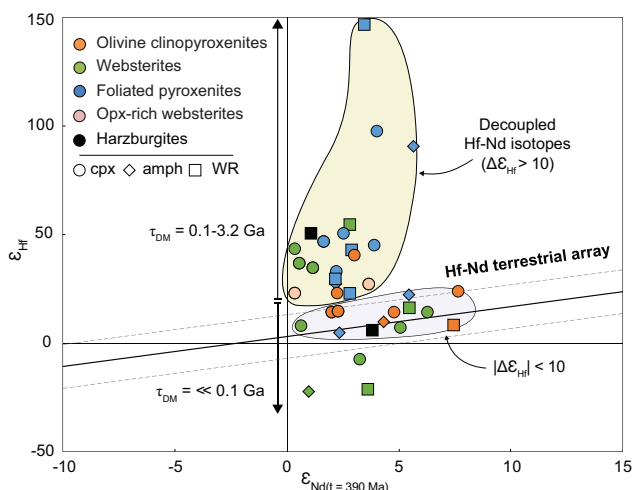 150
100
50
0
-50
εHf
Olivine clinopyroxenites
Websterites
Foliated pyroxenites
Opx-rich websterites
Harzburgites
cpx amph WR
Decoupled
Hf-Nd isotopes
(ΔƐHf > 10)
τDM = 0.1-3.2 Ga
Hf-Nd terrestrial array
|ΔƐHf| < 10
τDM = << 0.1 Ga
-10 -5 0 5 10 15
εNd(t = 390 Ma)